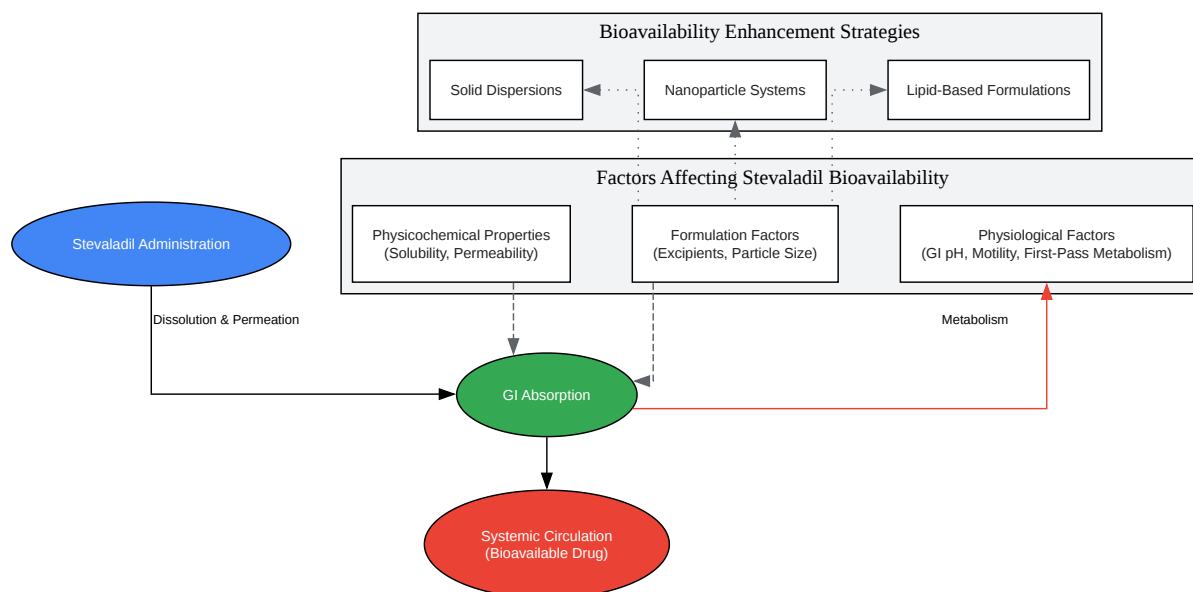 Bioavailability Enhancement Strategies
Solid Dispersions
Nanoparticle Systems
Lipid-Based Formulations
Factors Affecting Stevaladil Bioavailability
Stevaladil Administration
Physicochemical Properties
(Solubility, Permeability)
Formulation Factors
(Excipients, Particle Size)
Physiological Factors
(GI pH, Motility, First-Pass Metabolism)
Dissolution & Permeation
Metabolism
GI Absorption
Systemic Circulation
(Bioavailable Drug)